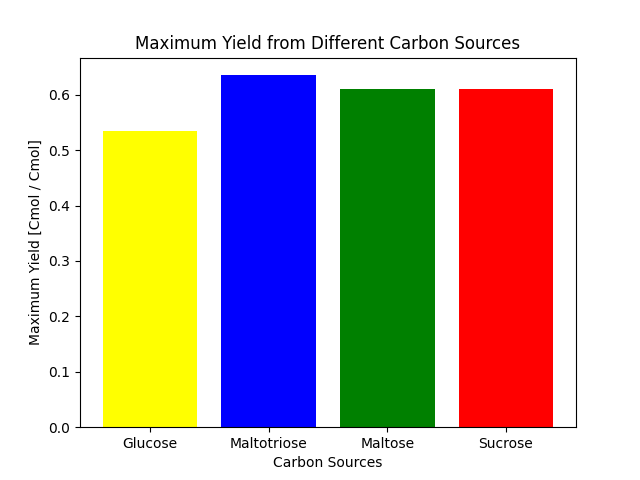 Maximum Yield from Different Carbon Sources
Maximum Yield [Cmol / Cmol]
0.6
0.5
0.4
0.3
0.2
0.1
0.0
Glucose Maltotriose Maltose Sucrose
Carbon Sources